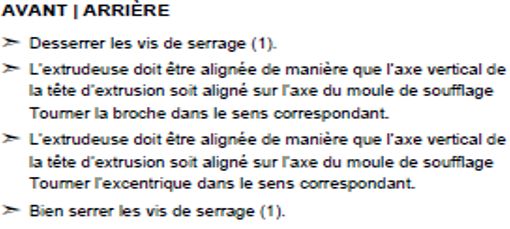 AVANT | ARRIÈRE
➣ Desserrer les vis de serrage (1).
➣ L'extrudeuse doit être alignée de manière que l'axe vertical de
la tête d'extrusion soit aligné sur l'axe du moule de soufflage
Tourner la broche dans le sens correspondant.
➣ L'extrudeuse doit être alignée de manière que l'axe vertical de
la tête d'extrusion soit aligné sur l'axe du moule de soufflage
Tourner l'excentrique dans le sens correspondant.
➣ Bien serrer les vis de serrage (1).